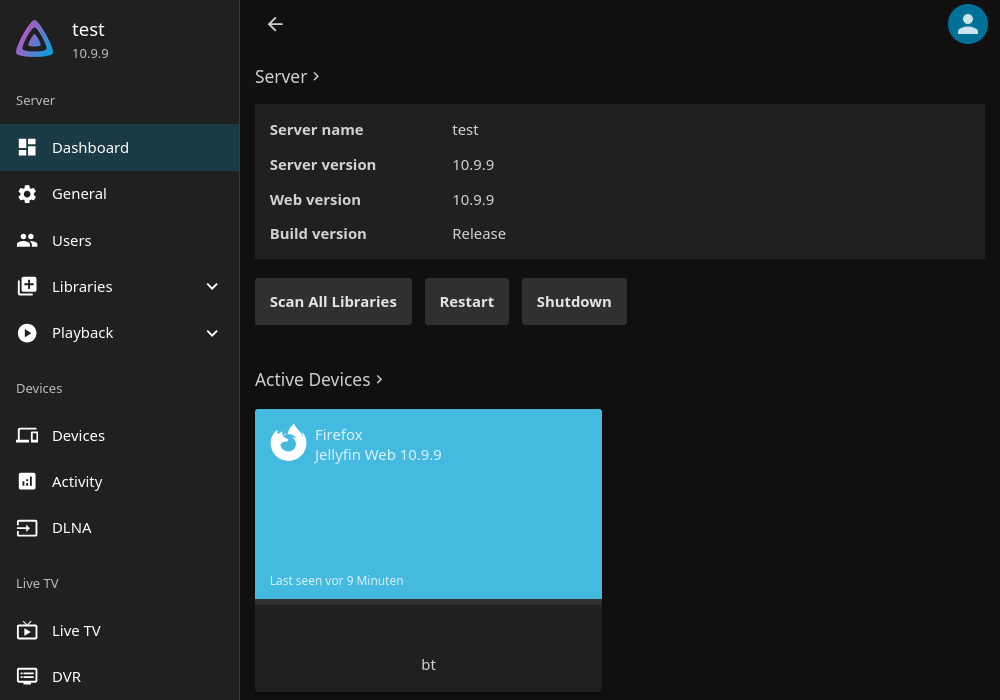 test
10.9.9
Server
Dashboard
General
Users
Libraries
Playback
Devices
Devices
Activity
DLNA
Live TV
Live TV
DVR
Server
Server name test
Server version 10.9.9
Web version 10.9.9
Build version Release
Scan All Libraries Restart Shutdown
Active Devices
Firefox
Jellyfin Web 10.9.9
Last seen vor 9 Minuten
bt